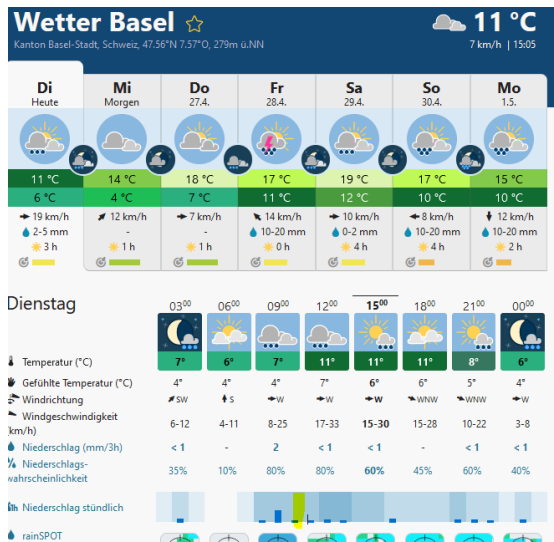 Wetter Basel
11 °C
Kanton Basel-Stadt, Schweiz, 47.56°N 7.57°O, 279m ü.NN
7 km/h | 15:05
Di Mi Do Fr Sa So Mo
Heute Morgen 27.4. 28.4. 29.4. 30.4. 1.5.
11 °C 14 °C 18 °C 17 °C 19 °C 17 °C 15 °C
6 °C 4 °C 7 °C 11 °C 12 °C 10 °C 10 °C
19 km/h 12 km/h 7 km/h 14 km/h 10 km/h 8 km/h 12 km/h
2-5 mm - - 10-20 mm 0-2 mm 10-20 mm 10-20 mm
3 h 1 h 1 h 0 h 4 h 4 h 2 h
Dienstag 03⁰⁰ 06⁰⁰ 09⁰⁰ 12⁰⁰ 15⁰⁰ 18⁰⁰ 21⁰⁰ 00⁰⁰
Temperatur (°C) 7° 6° 7° 11° 11° 11° 8° 6°
Gefühlte Temperatur (°C) 4° 4° 4° 7° 6° 6° 5° 4°
Windrichtung SW S W W W WNW WNW W
Windgeschwindigkeit
(km/h) 6-12 4-11 8-25 17-33 15-30 15-28 10-22 3-8
Niederschlag (mm/3h) < 1 - 2 < 1 < 1 - < 1 < 1
Niederschlags-
wahrscheinlichkeit 35% 10% 80% 80% 60% 45% 60% 40%
Niederschlag stündlich
rainSPOT